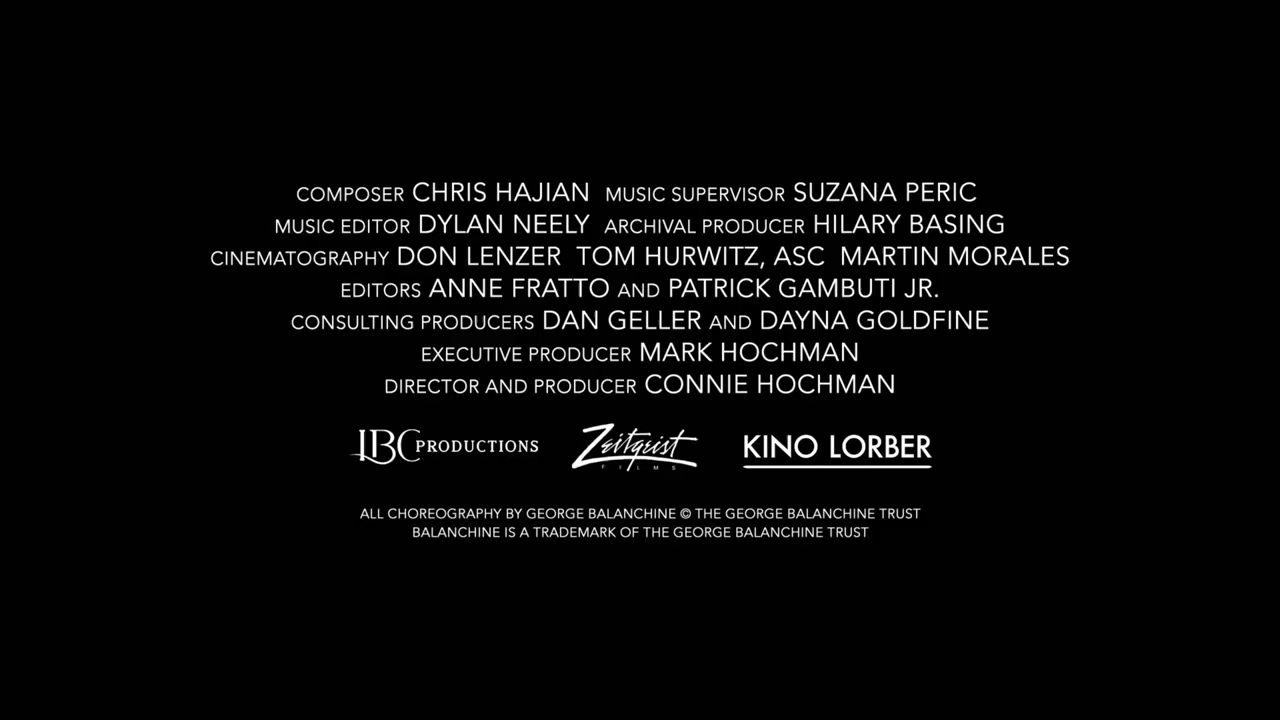 COMPOSER CHRIS HAJIAN MUSIC SUPERVISOR SUZANA PERIC
MUSIC EDITOR DYLAN NEELY ARCHIVAL PRODUCER HILARY BASING
CINEMATOGRAPHY DON LENZER TOM HURWITZ, ASC MARTIN MORALES
EDITORS ANNE FRATTO AND PATRICK GAMBUTI JR.
CONSULTING PRODUCERS DAN GELLER AND DAYNA GOLDFINE
EXECUTIVE PRODUCER MARK HOCHMAN
DIRECTOR AND PRODUCER CONNIE HOCHMAN
IBC PRODUCTIONS Zeitgeist FILMS KINO LORBER
ALL CHOREOGRAPHY BY GEORGE BALANCHINE © THE GEORGE BALANCHINE TRUST
BALANCHINE IS A TRADEMARK OF THE GEORGE BALANCHINE TRUST